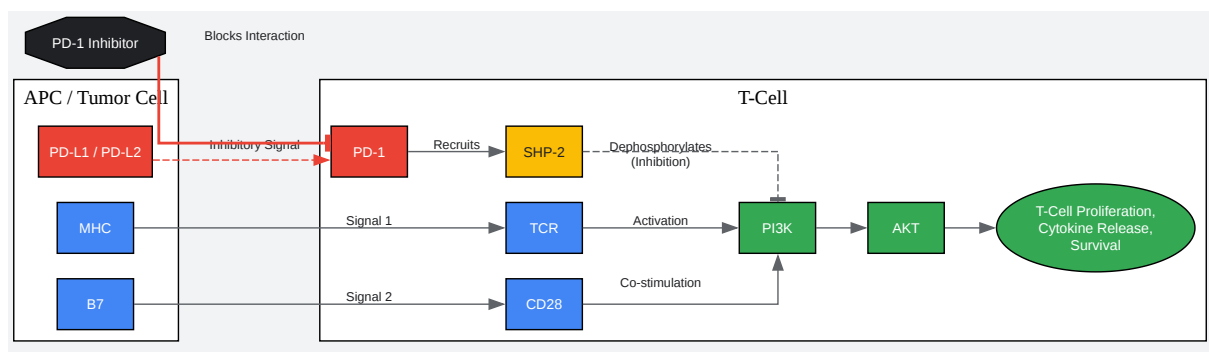 PD-1 Inhibitor
Blocks Interaction
APC / Tumor Cell
T-Cell
PD-L1 / PD-L2
Inhibitory Signal
PD-1
Recruits
SHP-2
Dephosphorylates
(Inhibition)
MHC
Signal 1
TCR
Activation
PI3K
AKT
T-Cell Proliferation,
Cytokine Release,
Survival
B7
Signal 2
CD28
Co-stimulation